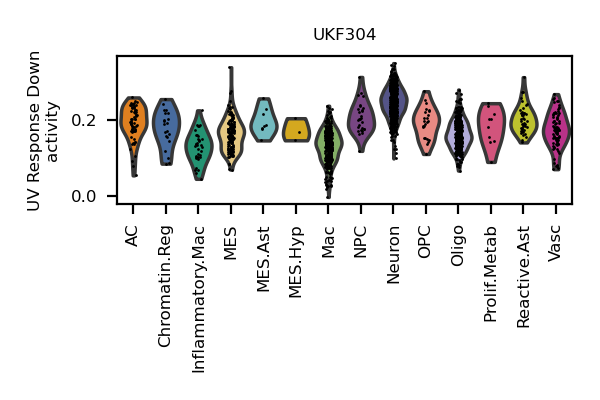 UKF304
UV Response Down
activity
0.2
0.0
AC
Chromatin.Reg
Inflammatory.Mac
MES
MES.Ast
MES.Hyp
Mac
NPC
Neuron
OPC
Oligo
Prolif.Metab
Reactive.Ast
Vasc